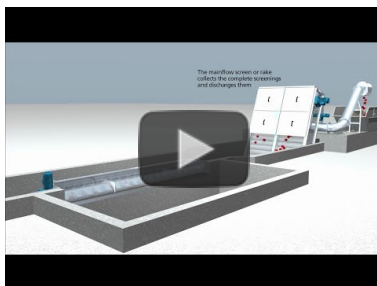 The mainflow screen or rake
collects the complete screenings
and discharges them